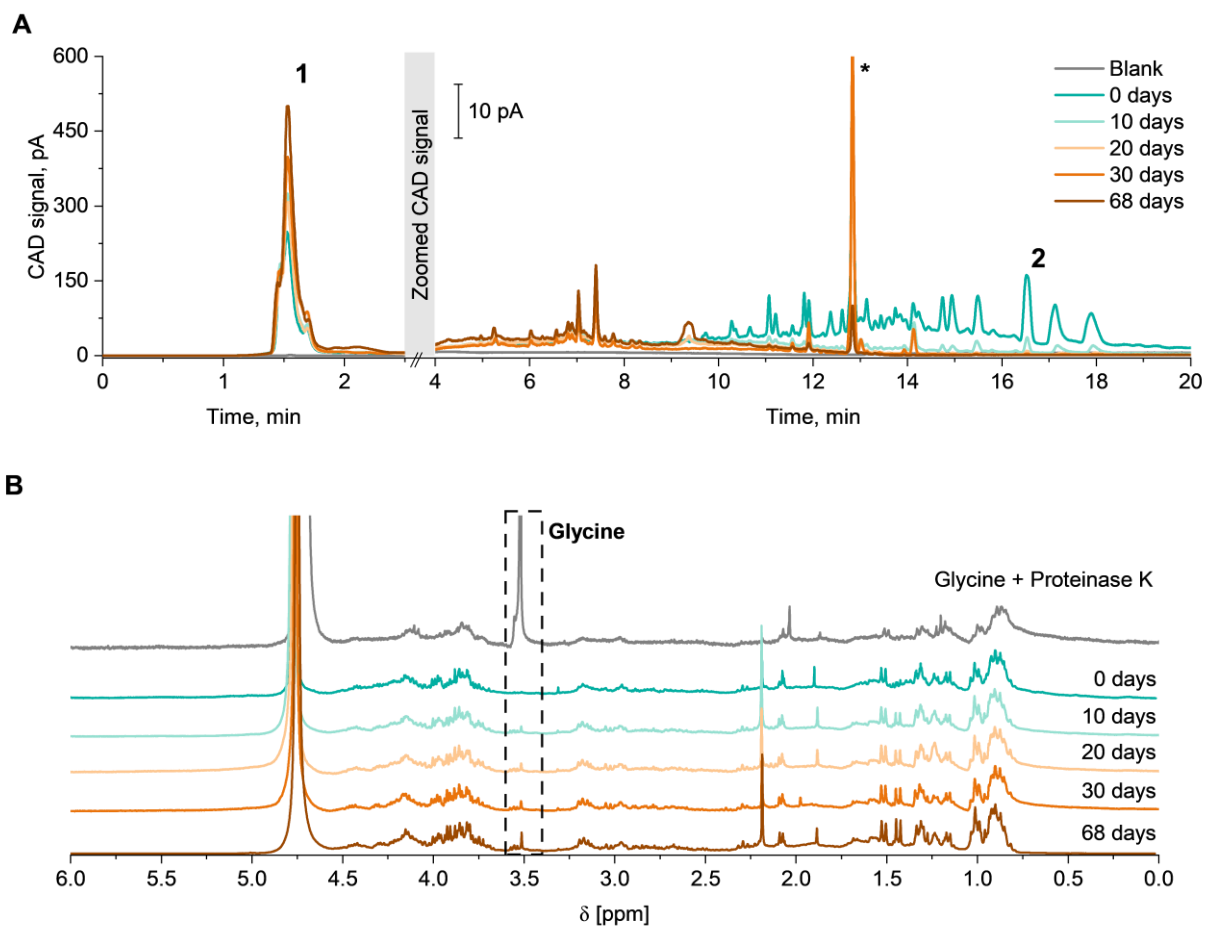 A
600
450
300
150
0
CAD signal, pA
1
Zoomed CAD signal
10 pA
*
2
Blank
0 days
10 days
20 days
30 days
68 days
0 1 2 4 6 8 10 12 14 16 18 20
Time, min Time, min
B
Glycine
Glycine + Proteinase K
0 days
10 days
20 days
30 days
68 days
6.0 5.5 5.0 4.5 4.0 3.5 3.0 2.5 2.0 1.5 1.0 0.5 0.0
δ [ppm]